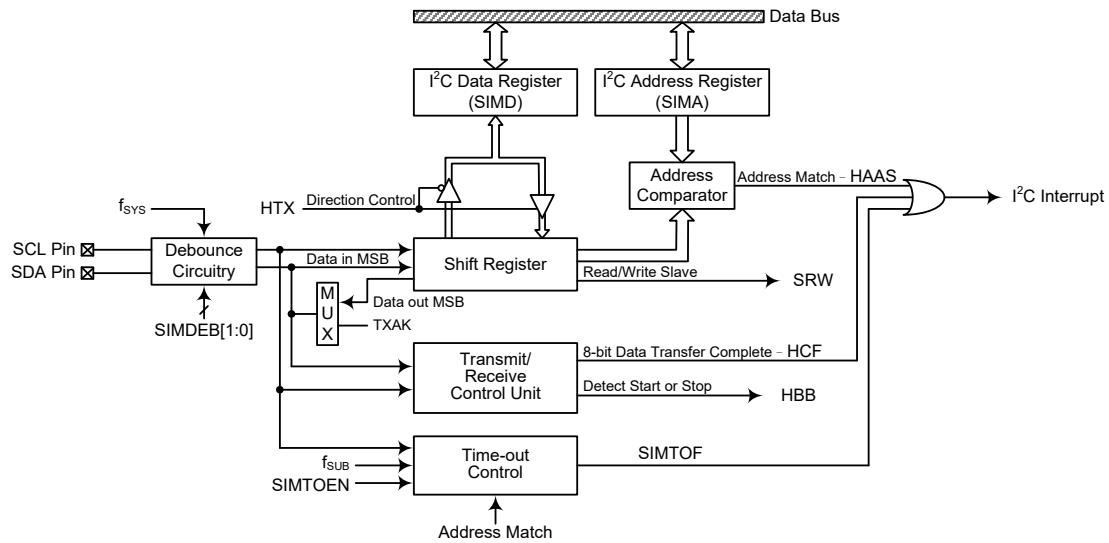 Data Bus
I²C Data Register
(SIMD)
I²C Address Register
(SIMA)
Address
Comparator
Address Match - HAAS
I²C Interrupt
HTX
Direction Control
fSYS
SCL Pin
SDA Pin
Debounce
Circuitry
SIMDEB[1:0]
Data in MSB
Shift Register
Read/Write Slave
SRW
M
U
X
Data out MSB
TXAK
Transmit/
Receive
Control Unit
8-bit Data Transfer Complete - HCF
Detect Start or Stop
HBB
Time-out
Control
fSUB
SIMTOEN
SIMTOF
Address Match